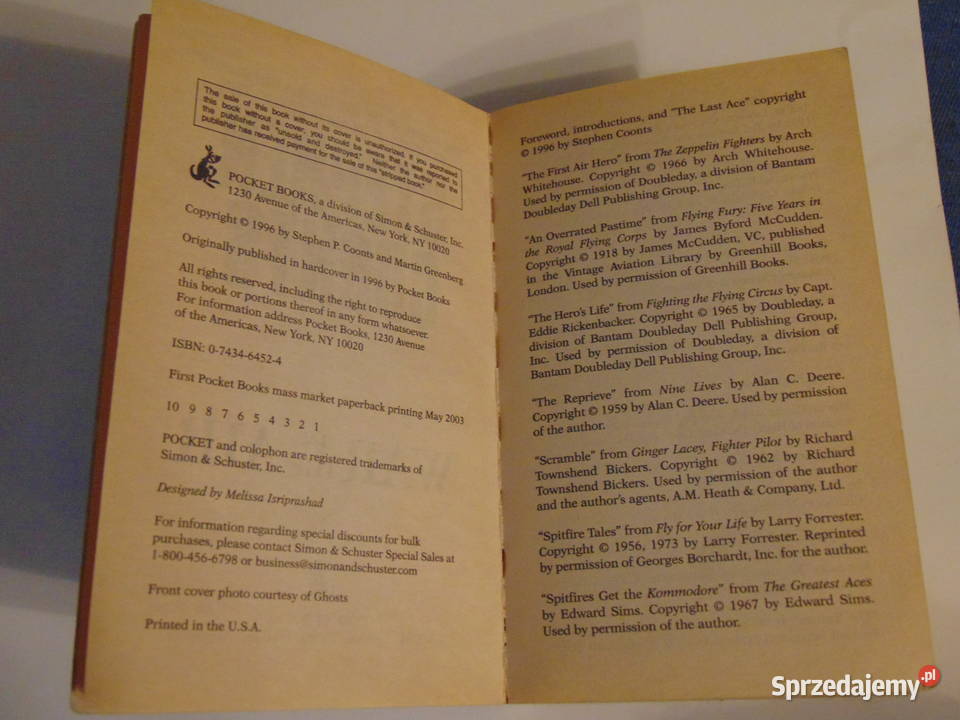 The sale of this book without its cover is unauthorized. If you purchased
this book without a cover, you should be aware that it was reported to
the publisher as "unsold and destroyed." Neither the author nor the
publisher has received payment for the sale of this "stripped book."
POCKET BOOKS, a division of Simon & Schuster, Inc.
1230 Avenue of the Americas, New York, NY 10020
Copyright © 1996 by Stephen P. Coonts and Martin Greenberg
Originally published in hardcover in 1996 by Pocket Books
All rights reserved, including the right to reproduce
this book or portions thereof in any form whatsoever.
For information address Pocket Books, 1230 Avenue
of the Americas, New York, NY 10020
ISBN: 0-7434-6452-4
First Pocket Books mass market paperback printing May 2003
10 9 8 7 6 5 4 3 2 1
POCKET and colophon are registered trademarks of
Simon & Schuster, Inc.
Designed by Melissa Isriprashad
For information regarding special discounts for bulk
purchases, please contact Simon & Schuster Special Sales at
1-800-456-6798 or business@simonandschuster.com
Front cover photo courtesy of Ghosts
Printed in the U.S.A.
Foreword, introductions, and "The Last Ace" copyright
© 1996 by Stephen Coonts
"The First Air Hero" from The Zeppelin Fighters by Arch
Whitehouse. Copyright © 1966 by Arch Whitehouse.
Used by permission of Doubleday, a division of Bantam
Doubleday Dell Publishing Group, Inc.
"An Overrated Pastime" from Flying Fury: Five Years in
the Royal Flying Corps by James Byford McCudden.
Copyright © 1918 by James McCudden, VC, published
in the Vintage Aviation Library by Greenhill Books,
London. Used by permission of Greenhill Books.
"The Hero's Life" from Fighting the Flying Circus by Capt.
Eddie Rickenbacker. Copyright © 1965 by Doubleday, a
division of Bantam Doubleday Dell Publishing Group,
Inc. Used by permission of Doubleday, a division of
Bantam Doubleday Dell Publishing Group, Inc.
"The Reprieve" from Nine Lives by Alan C. Deere.
Copyright © 1959 by Alan C. Deere. Used by permission
of the author.
"Scramble" from Ginger Lacey, Fighter Pilot by Richard
Townshend Bickers. Copyright © 1962 by Richard
Townshend Bickers. Used by permission of the author
and the author's agents, A.M. Heath & Company, Ltd.
"Spitfire Tales" from Fly for Your Life by Larry Forrester.
Copyright © 1956, 1973 by Larry Forrester. Reprinted
by permission of Georges Borchardt, Inc. for the author.
"Spitfires Get the Kommodore" from The Greatest Aces
by Edward Sims. Copyright © 1967 by Edward Sims.
Used by permission of the author.
Sprzedajemy.pl